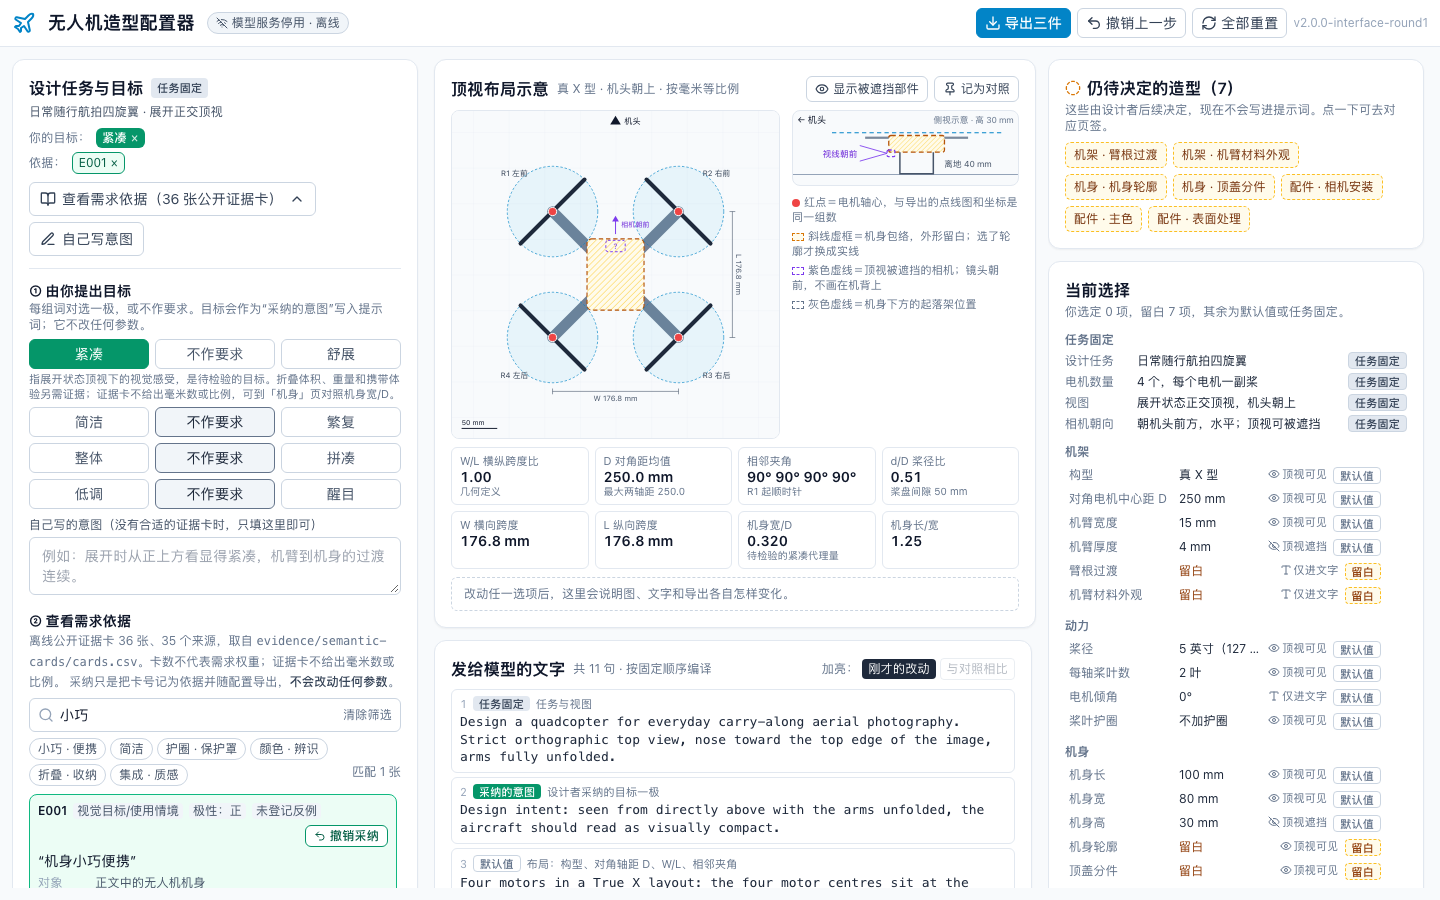 无人机造型配置器
模型服务停用 · 离线
导出三件
撤销上一步
全部重置
v2.0.0-interface-round1
设计任务与目标
任务固定
日常随行航拍四旋翼 · 展开正交顶视
你的目标：
紧凑 ×
依据：
E001 ×
查看需求依据（36 张公开证据卡）
自己写意图
① 由你提出目标
每组词对选一极，或不作要求。目标会作为“采纳的意图”写入提示
词；它不改任何参数。
紧凑
不作要求
舒展
指展开状态顶视下的视觉感受，是待检验的目标。折叠体积、重量和携带体
验另需证据；证据卡不给出毫米数或比例，可到「机身」页对照机身宽/D。
简洁
不作要求
繁复
整体
不作要求
拼凑
低调
不作要求
醒目
自己写的意图（没有合适的证据卡时，只填这里即可）
例如：展开时从正上方看显得紧凑，机臂到机身的过渡
连续。
② 查看需求依据
离线公开证据卡 36 张、35 个来源，取自 evidence/semantic-
cards/cards.csv。卡数不代表需求权重；证据卡不给出毫米数或
比例。 采纳只是把卡号记为依据并随配置导出，不会改动任何参数。
小巧
清除筛选
小巧 · 便携
简洁
护圈 · 保护罩
颜色 · 辨识
折叠 · 收纳
集成 · 质感
匹配 1 张
E001
视觉目标/使用情境
极性：正
未登记反例
撤销采纳
“机身小巧便携”
对象
正文中的无人机机身
顶视布局示意
真 X 型 · 机头朝上 · 按毫米等比例
显示被遮挡部件
记为对照
▲ 机头
R1 左前
R2 右前
相机朝前
?
L 176.8 mm
R4 左后
R3 右后
W 176.8 mm
50 mm
← 机头
侧视示意 · 高 30 mm
视线朝前
离地 40 mm
红点＝电机轴心，与导出的点线图和坐标是
同一组数
斜线虚框＝机身包络，外形留白；选了轮
廓才换成实线
紫色虚线＝顶视被遮挡的相机；镜头朝
前，不画在机背上
灰色虚线＝机身下方的起落架位置
W/L 横纵跨度比
1.00
几何定义
D 对角距均值
250.0 mm
最大两轴距 250.0
相邻夹角
90° 90° 90° 90°
R1 起顺时针
d/D 桨径比
0.51
桨盘间隙 50 mm
W 横向跨度
176.8 mm
L 纵向跨度
176.8 mm
机身宽/D
0.320
待检验的紧凑代理量
机身长/宽
1.25
改动任一选项后，这里会说明图、文字和导出各自怎样变化。
发给模型的文字
共 11 句 · 按固定顺序编译
加亮：
刚才的改动
与对照相比
1 任务固定 任务与视图
Design a quadcopter for everyday carry-along aerial photography.
Strict orthographic top view, nose toward the top edge of the image,
arms fully unfolded.
2 采纳的意图 设计者采纳的目标一极
Design intent: seen from directly above with the arms unfolded, the
aircraft should read as visually compact.
3 默认值 布局：构型、对角轴距 D、W/L、相邻夹角
Four motors in a True X layout: the four motor centres sit at the
仍待决定的造型（7）
这些由设计者后续决定，现在不会写进提示词。点一下可去对
应页签。
机架 · 臂根过渡
机架 · 机臂材料外观
机身 · 机身轮廓
机身 · 顶盖分件
配件 · 相机安装
配件 · 主色
配件 · 表面处理
当前选择
你选定 0 项，留白 7 项，其余为默认值或任务固定。
任务固定
设计任务 日常随行航拍四旋翼 任务固定
电机数量 4 个，每个电机一副桨 任务固定
视图 展开状态正交顶视，机头朝上 任务固定
相机朝向 朝机头前方，水平；顶视可被遮挡 任务固定
机架
构型 真 X 型 顶视可见 默认值
对角电机中心距 D 250 mm 顶视可见 默认值
机臂宽度 15 mm 顶视可见 默认值
机臂厚度 4 mm 顶视遮挡 默认值
臂根过渡 留白 仅进文字 留白
机臂材料外观 留白 仅进文字 留白
动力
桨径 5 英寸（127 ... 顶视可见 默认值
每轴桨叶数 2 叶 顶视可见 默认值
电机倾角 0° 仅进文字 默认值
桨叶护圈 不加护圈 顶视可见 默认值
机身
机身长 100 mm 顶视可见 默认值
机身宽 80 mm 顶视可见 默认值
机身高 30 mm 顶视遮挡 默认值
机身轮廓 留白 顶视可见 留白
顶盖分件 留白 顶视可见 留白